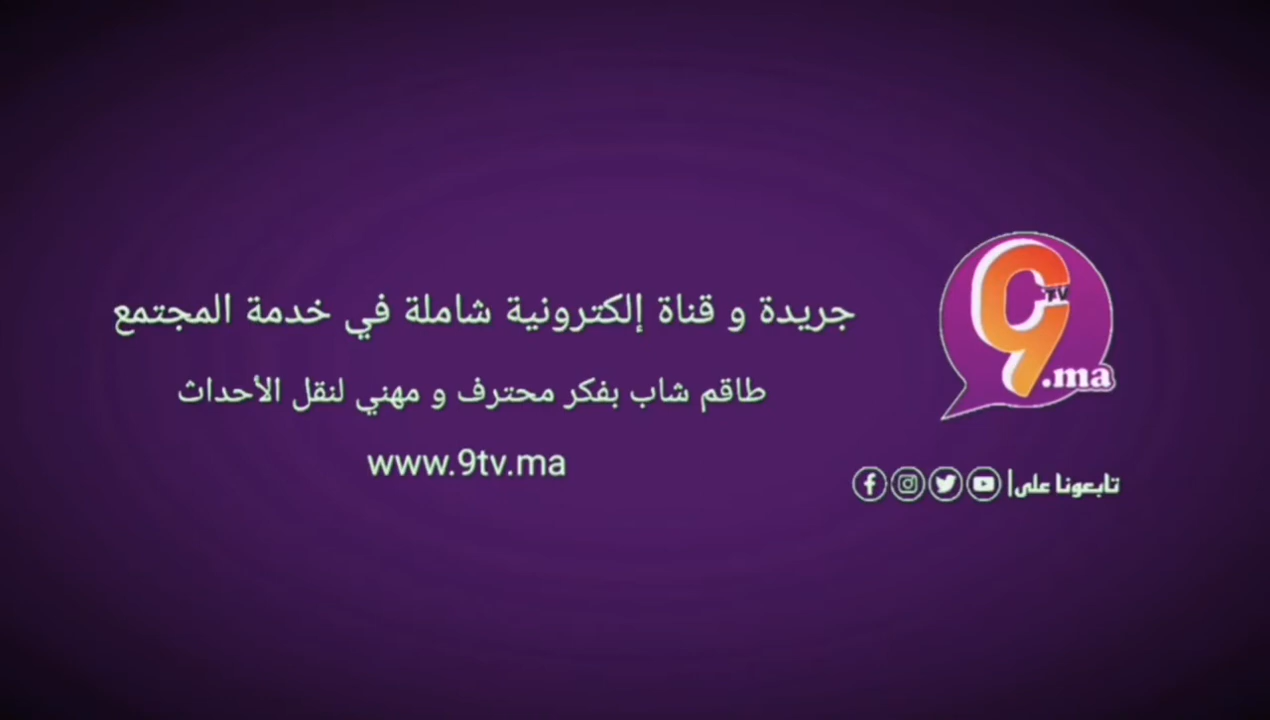 جريدة و قناة إلكترونية شاملة في خدمة المجتمع
طاقم شاب بفكر محترف و مهني لنقل الأحداث
www.9tv.ma
9
TV
.ma
تابعونا على|